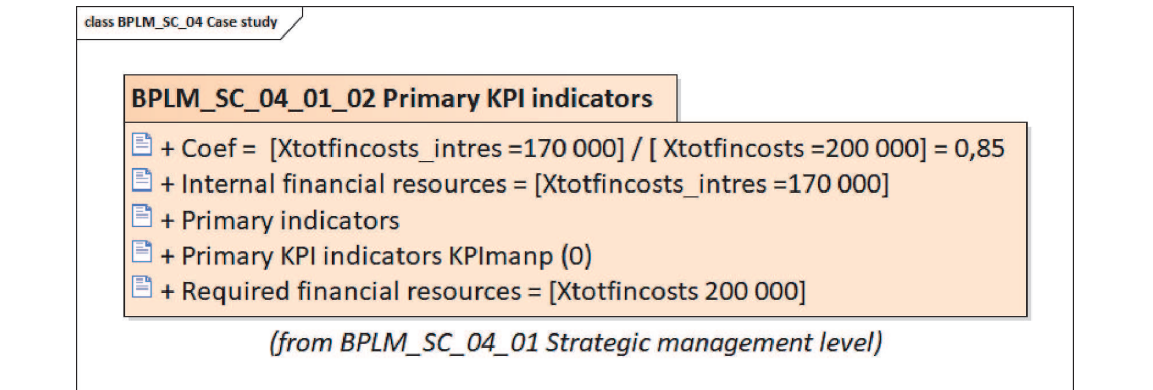 class BPLM_SC_04 Case study
BPLM_SC_04_01_02 Primary KPI indicators
+ Coef = [Xtotfincosts_intres =170 000] / [ Xtotfincosts =200 000] = 0,85
+ Internal financial resources = [Xtotfincosts_intres =170 000]
+ Primary indicators
+ Primary KPI indicators KPImanp (0)
+ Required financial resources = [Xtotfincosts 200 000]
(from BPLM_SC_04_01 Strategic management level)